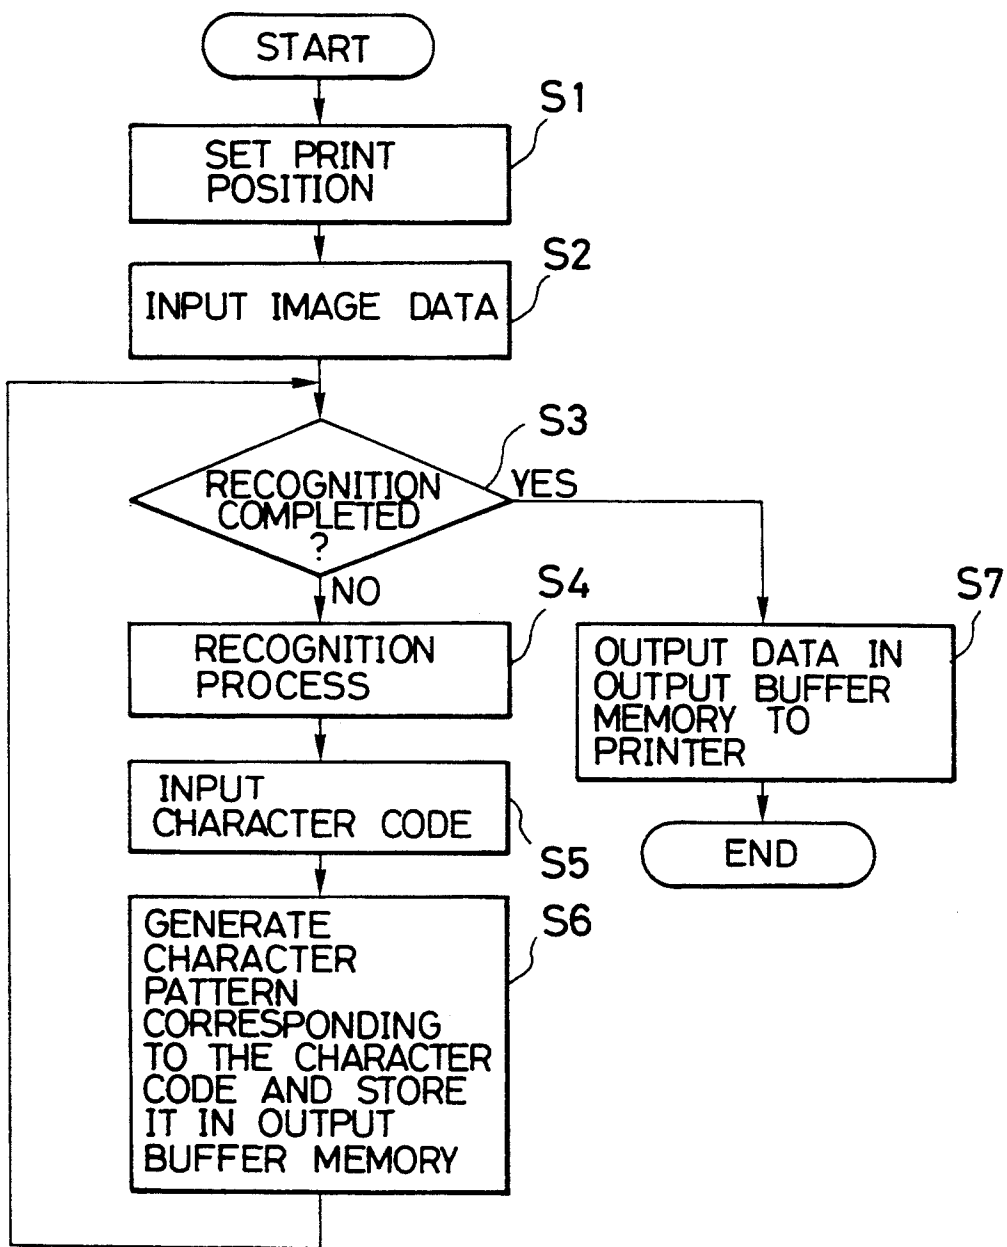 START
S1
SET PRINT
POSITION
S2
INPUT IMAGE DATA
S3
RECOGNITION
COMPLETED
?
YES
NO
S4
RECOGNITION
PROCESS
S7
OUTPUT DATA IN
OUTPUT BUFFER
MEMORY TO
PRINTER
INPUT
CHARACTER CODE
S5
END
S6
GENERATE
CHARACTER
PATTERN
CORRESPONDING
TO THE CHARACTER
CODE AND STORE
IT IN OUTPUT
BUFFER MEMORY